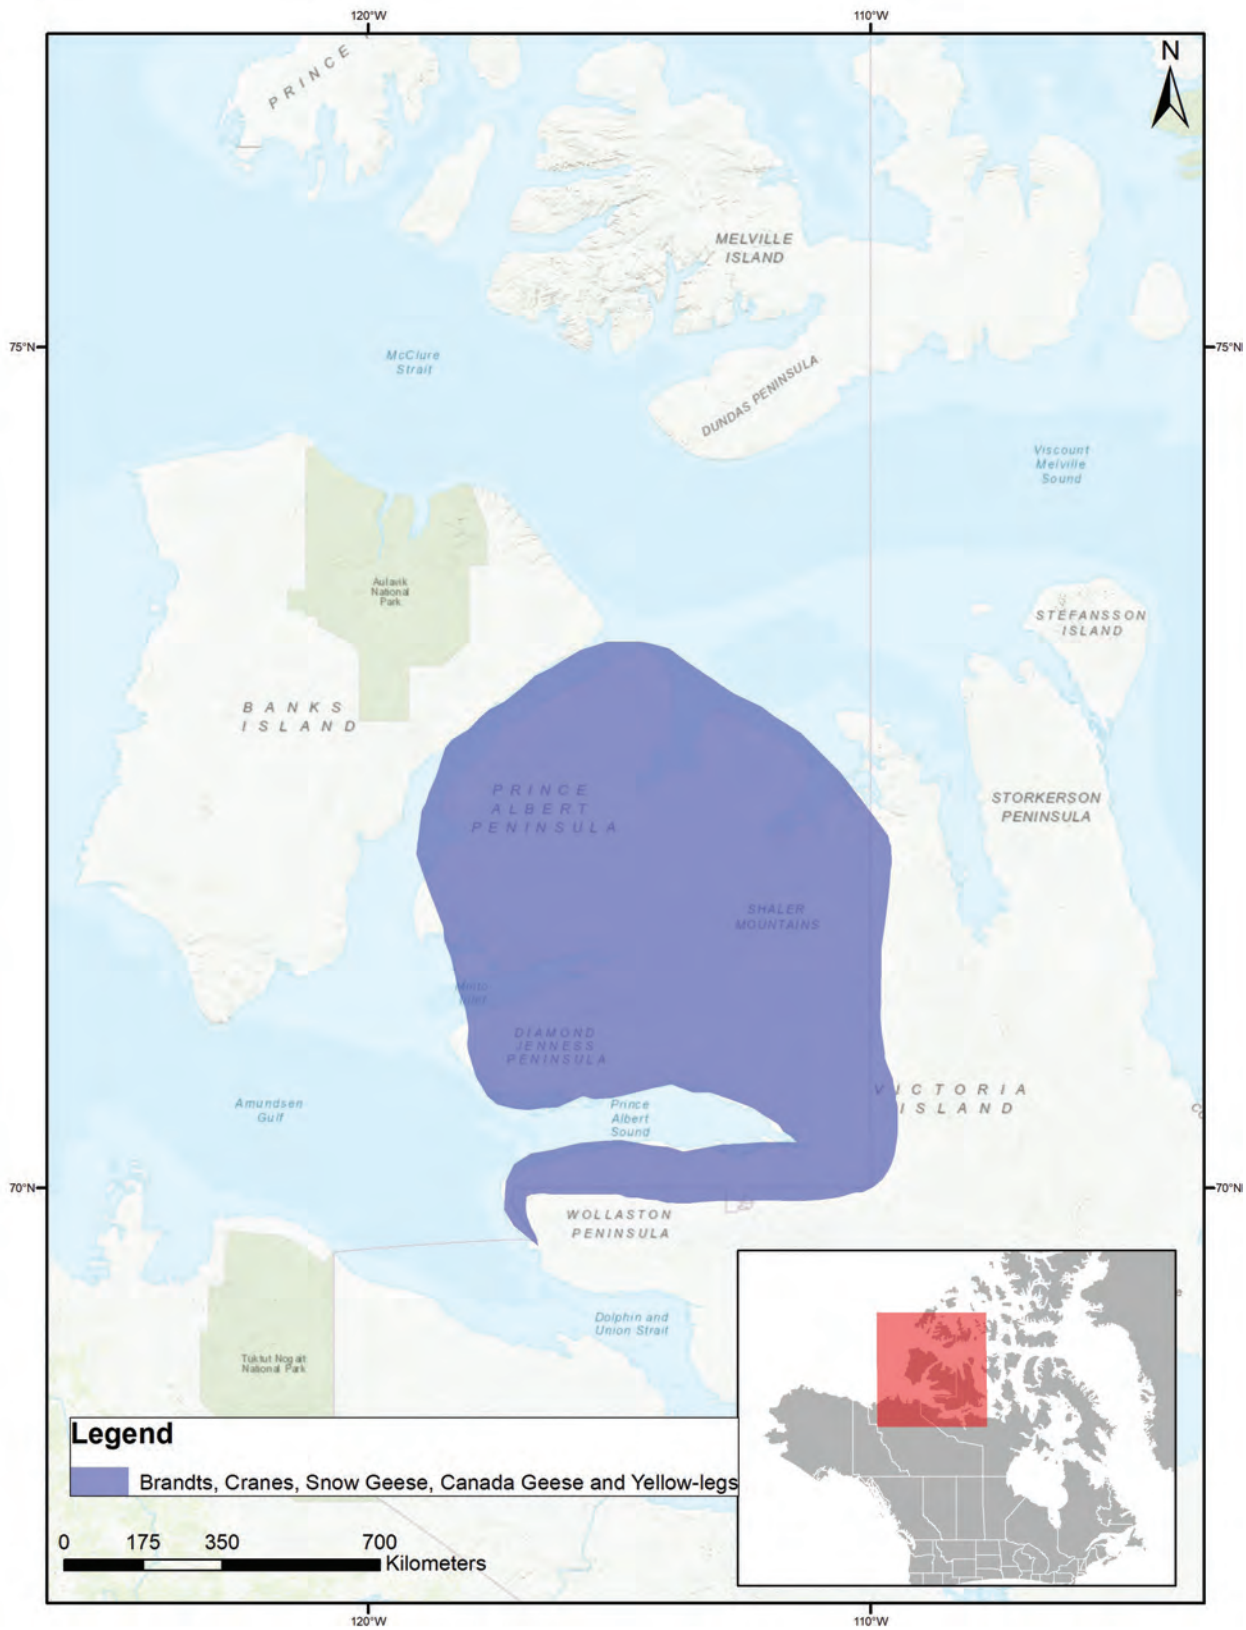 120°W
110°W
PRINCE
N
MELVILLE
ISLAND
75°N
75°N
McClure
Strait
DUNDAS PENINSULA
Viscount
Melville
Sound
Aulavik
National
Park
STEFANSSON
ISLAND
BANKS
ISLAND
PRINCE
ALBERT
PENINSULA
STORKERSON
PENINSULA
SHALER
MOUNTAINS
Minto
Inlet
DIAMOND
JENNESS
PENINSULA
VICTORIA
ISLAND
Amundsen
Gulf
Prince
Albert
Sound
70°N
70°N
WOLLASTON
PENINSULA
Dolphin and
Union Strait
Tuktut Nogait
National Park
Legend
Brandts, Cranes, Snow Geese, Canada Geese and Yellow-legs
0 175 350 700
Kilometers
120°W
110°W